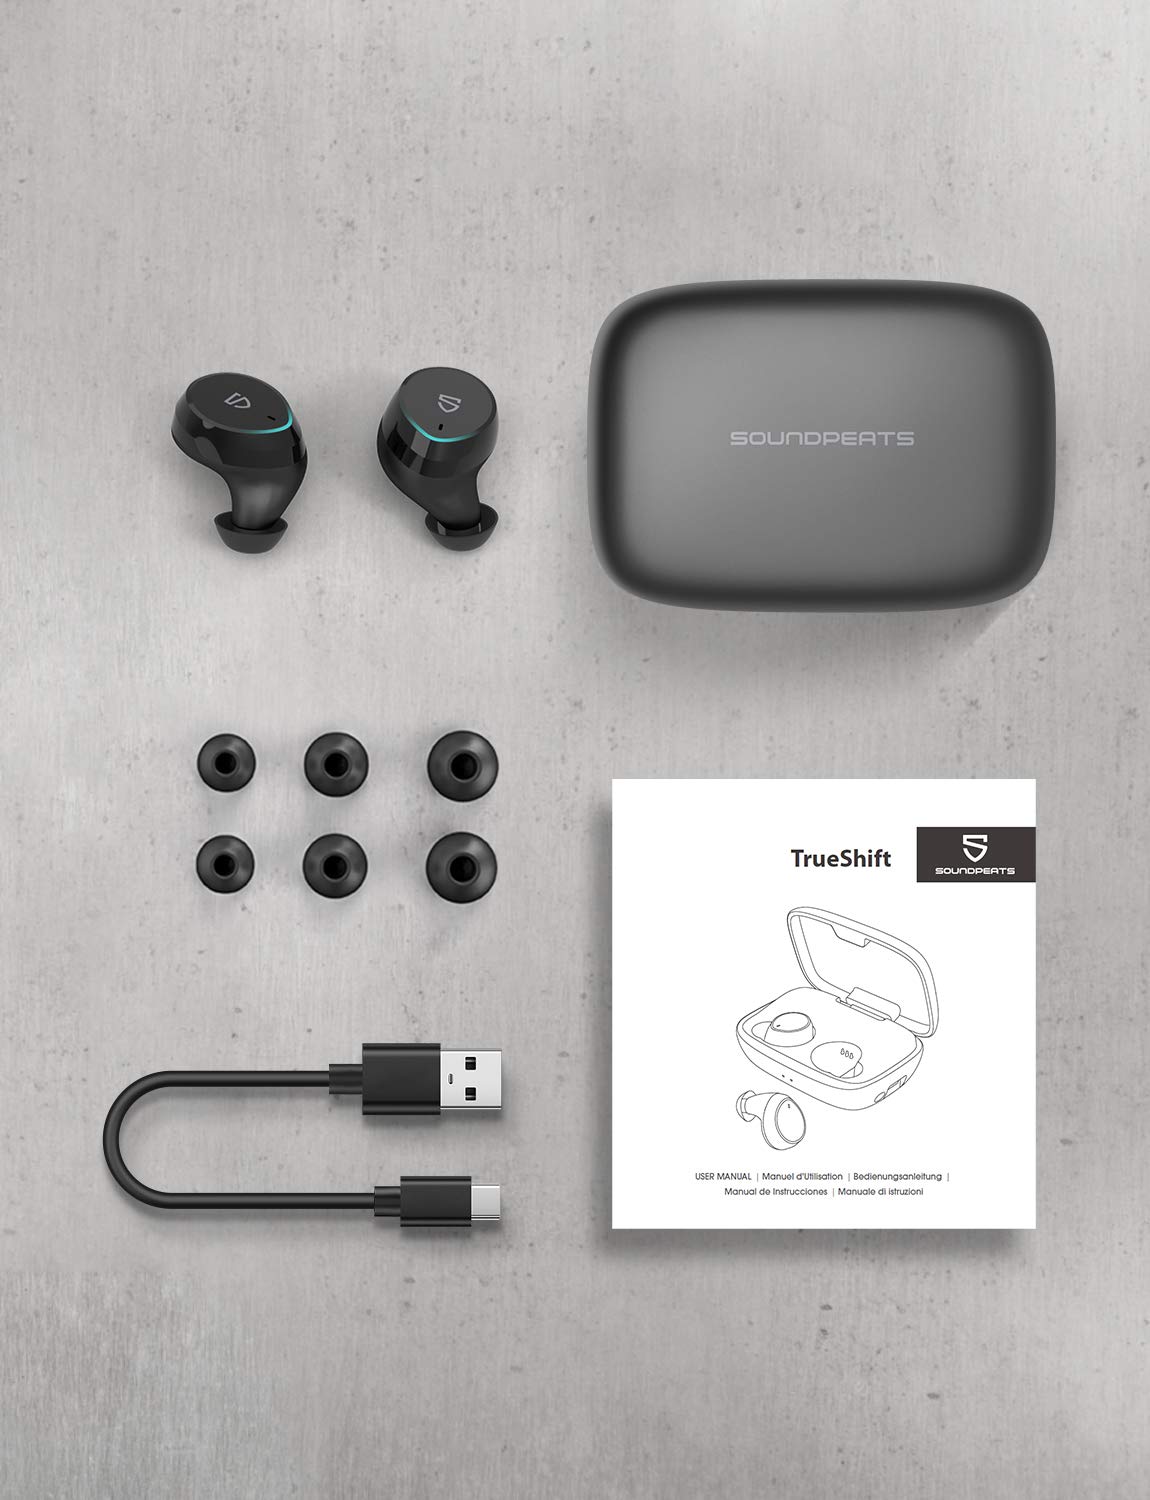 SOUNDPEATS
TrueShift
SOUNDPEATS
USER MANUAL | Manuel d'Utilisation | Bedienungsanleitung |
Manual de Instrucciones | Manuale di istruzioni